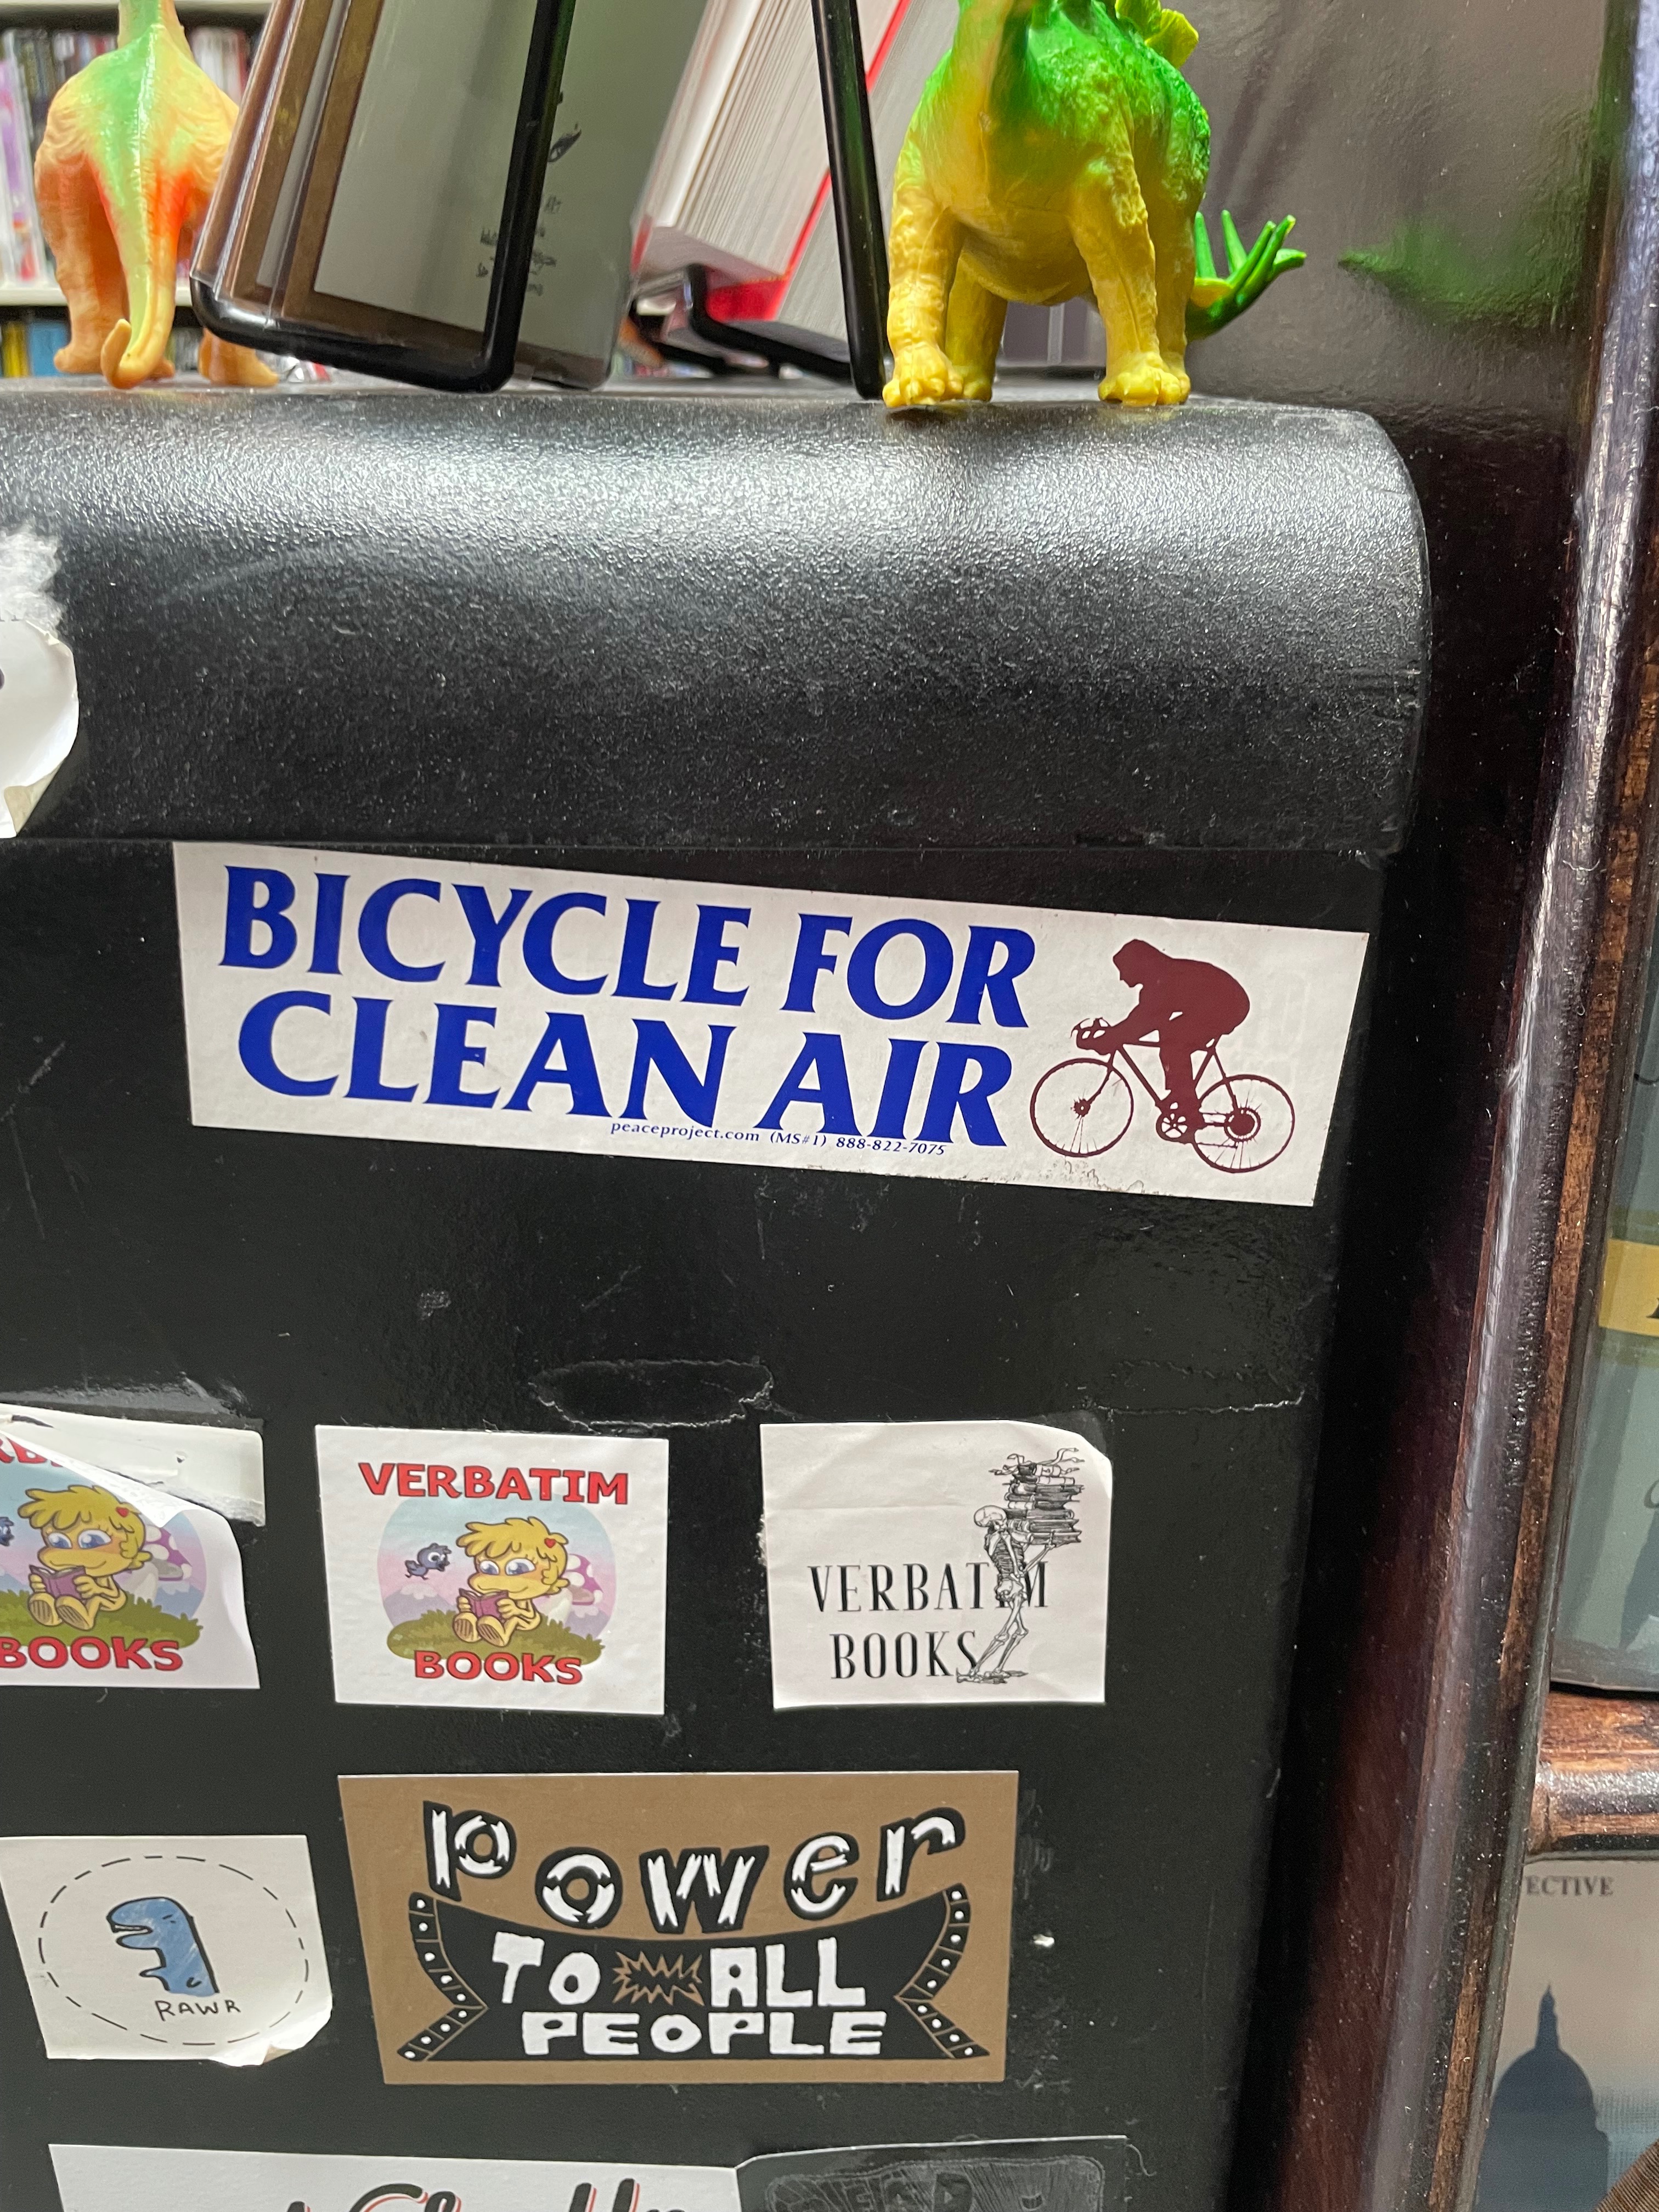 BICYCLE FOR
CLEAN AIR
peaceproject.com (MS#1) 888-822-7075
BOOKS
VERBATIM
BOOKS
VERBATIM
BOOKS
RAWR
power
TO ALL
PEOPLE
ECTIVE